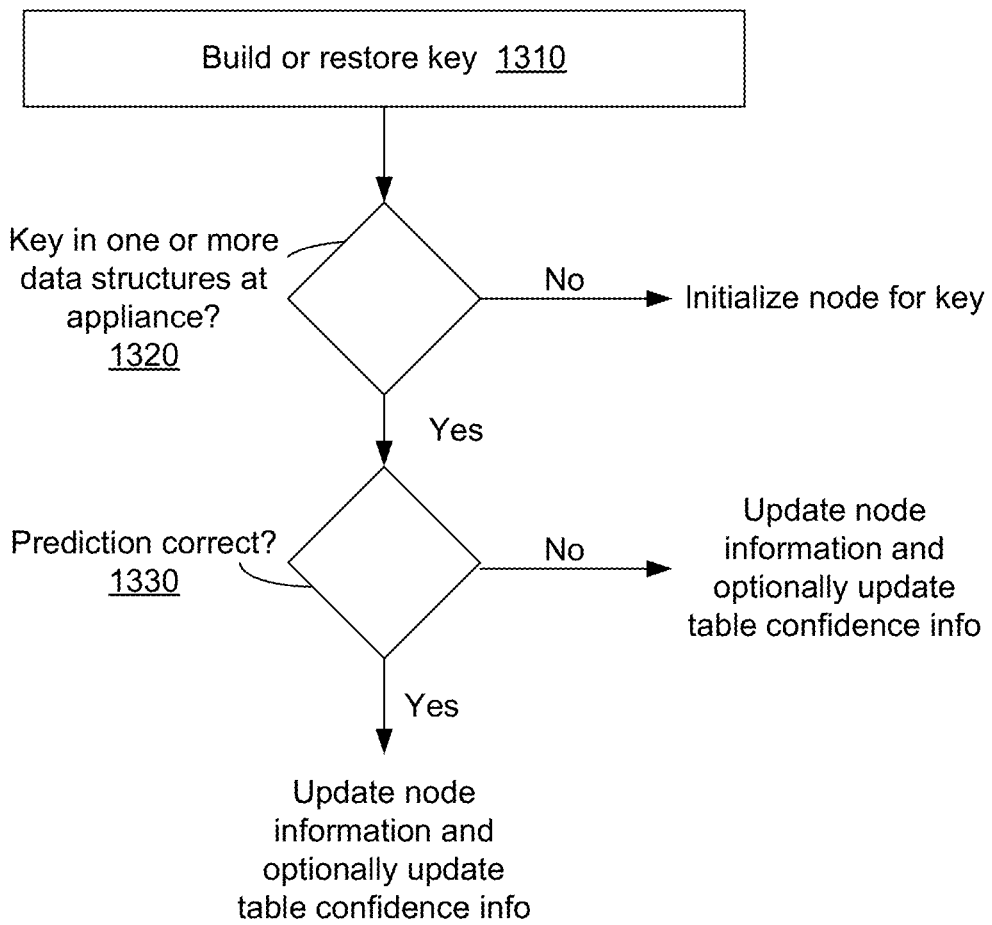 Build or restore key 1310
Key in one or more
data structures at
appliance?
1320
No
Initialize node for key
Yes
Prediction correct?
1330
No
Update node
information and
optionally update
table confidence info
Yes
Update node
information and
optionally update
table confidence info